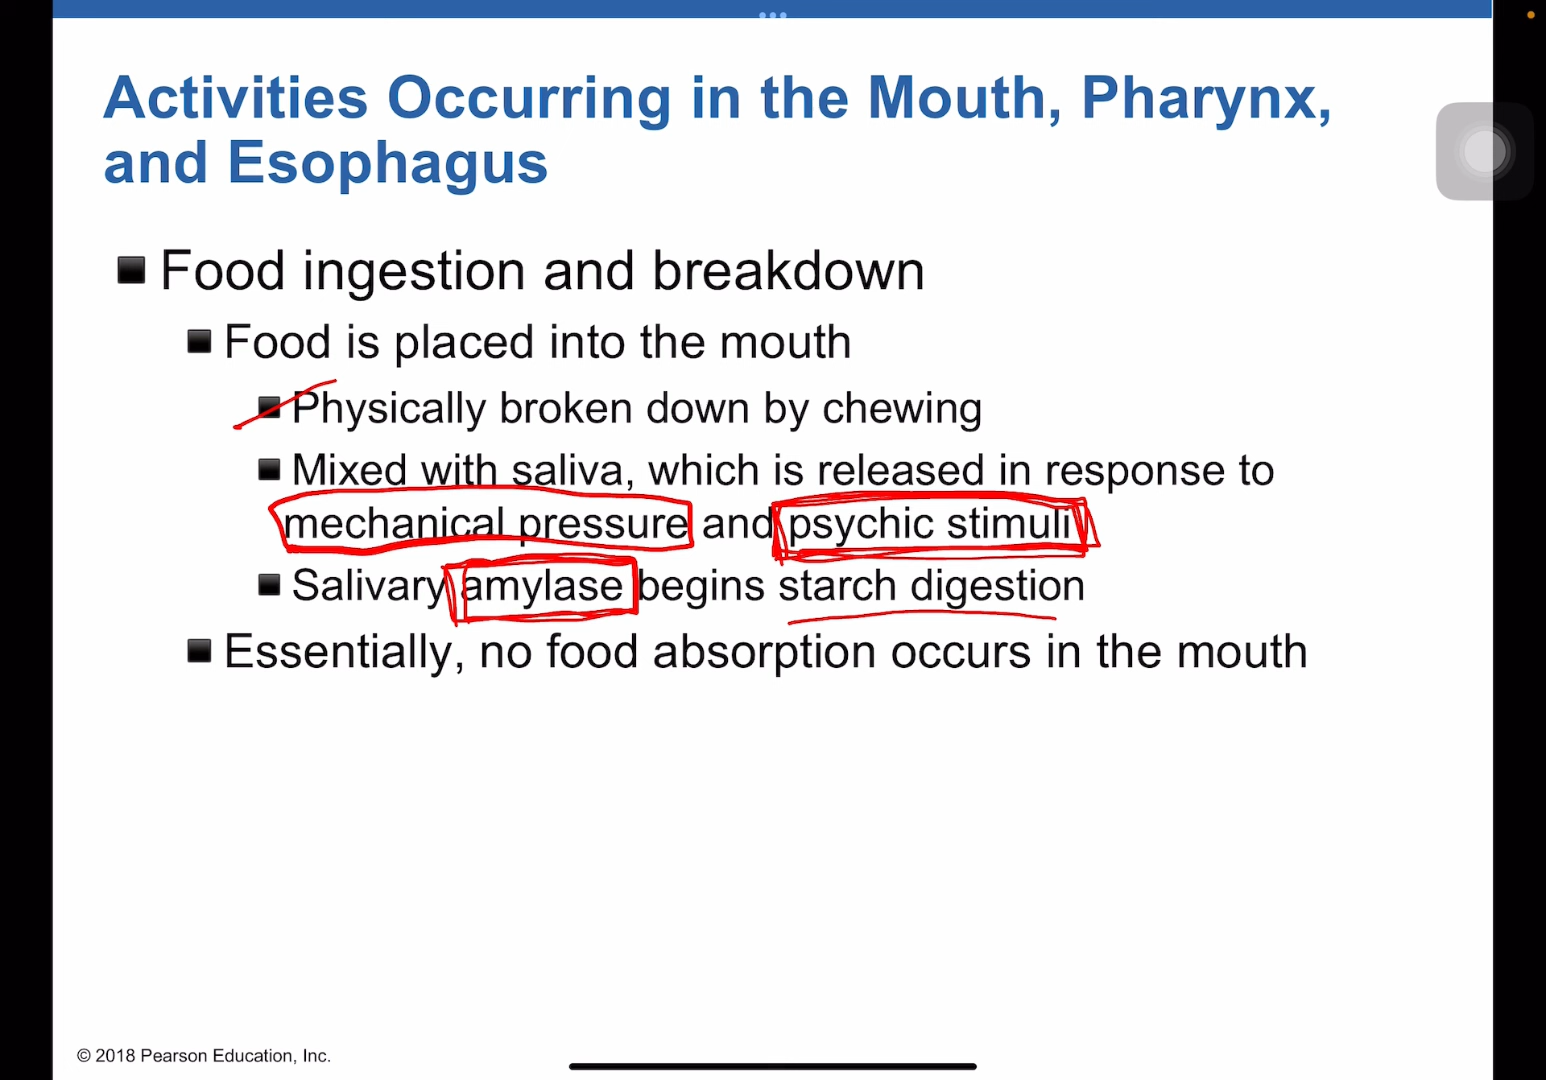 Activities Occurring in the Mouth, Pharynx,
and Esophagus
Food ingestion and breakdown
Food is placed into the mouth
Physically broken down by chewing
Mixed with saliva, which is released in response to
mechanical pressure and psychic stimuli
Salivary amylase begins starch digestion
Essentially, no food absorption occurs in the mouth
© 2018 Pearson Education, Inc.